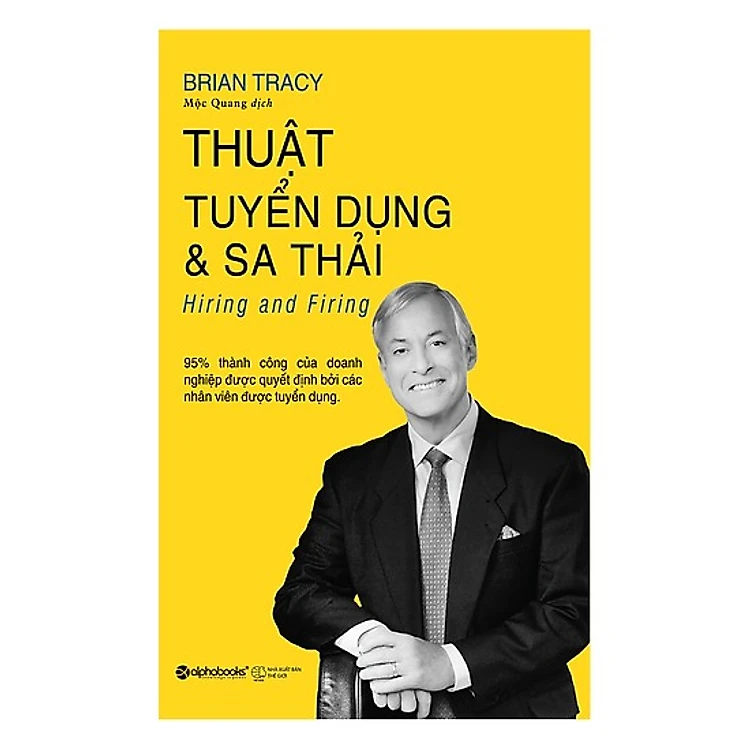 BRIAN TRACY
Mộc Quang dịch
THUẬT
TUYỂN DỤNG
& SA THẢI
Hiring and Firing
95% thành công của doanh
nghiệp được quyết định bởi các
nhân viên được tuyển dụng.
alphabooks
NHÀ XUẤT BẢN
THẾ GIỚI